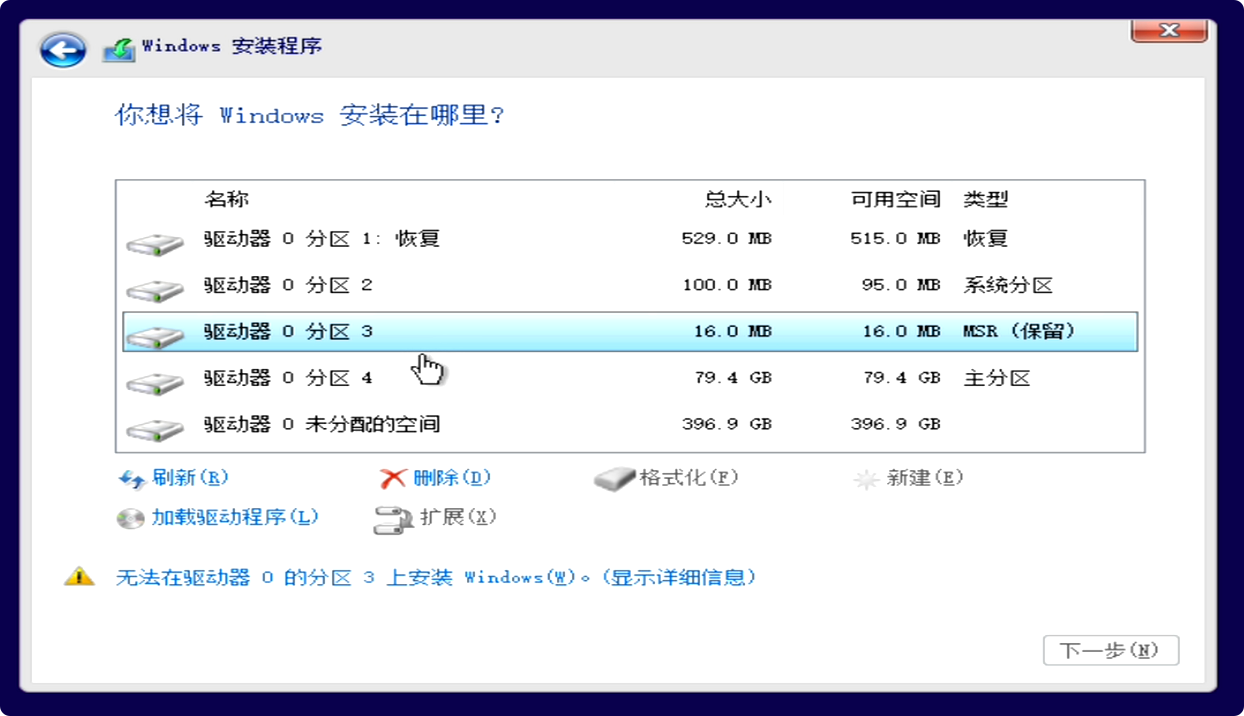 Windows 安装程序
你想将 Windows 安装在哪里?
名称 总大小 可用空间 类型
驱动器 0 分区 1: 恢复 529.0 MB 515.0 MB 恢复
驱动器 0 分区 2 100.0 MB 95.0 MB 系统分区
驱动器 0 分区 3 16.0 MB 16.0 MB MSR (保留)
驱动器 0 分区 4 79.4 GB 79.4 GB 主分区
驱动器 0 未分配的空间 396.9 GB 396.9 GB
刷新(R) 删除(D) 格式化(F) 新建(E)
加载驱动程序(L) 扩展(X)
无法在驱动器 0 的分区 3 上安装 Windows(W)。(显示详细信息)
下一步(N)